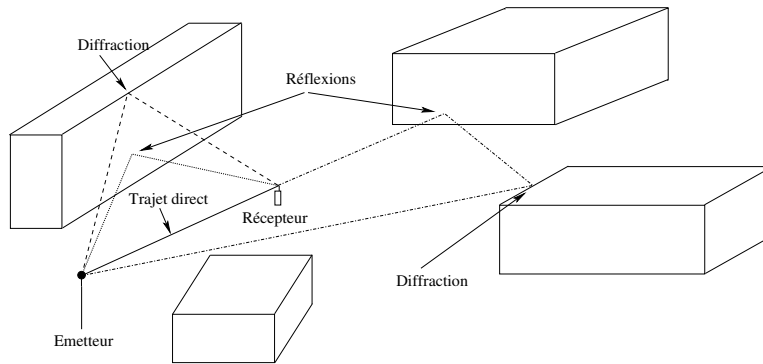 Diffraction
Réflexions
Trajet direct
Récepteur
Diffraction
Emetteur